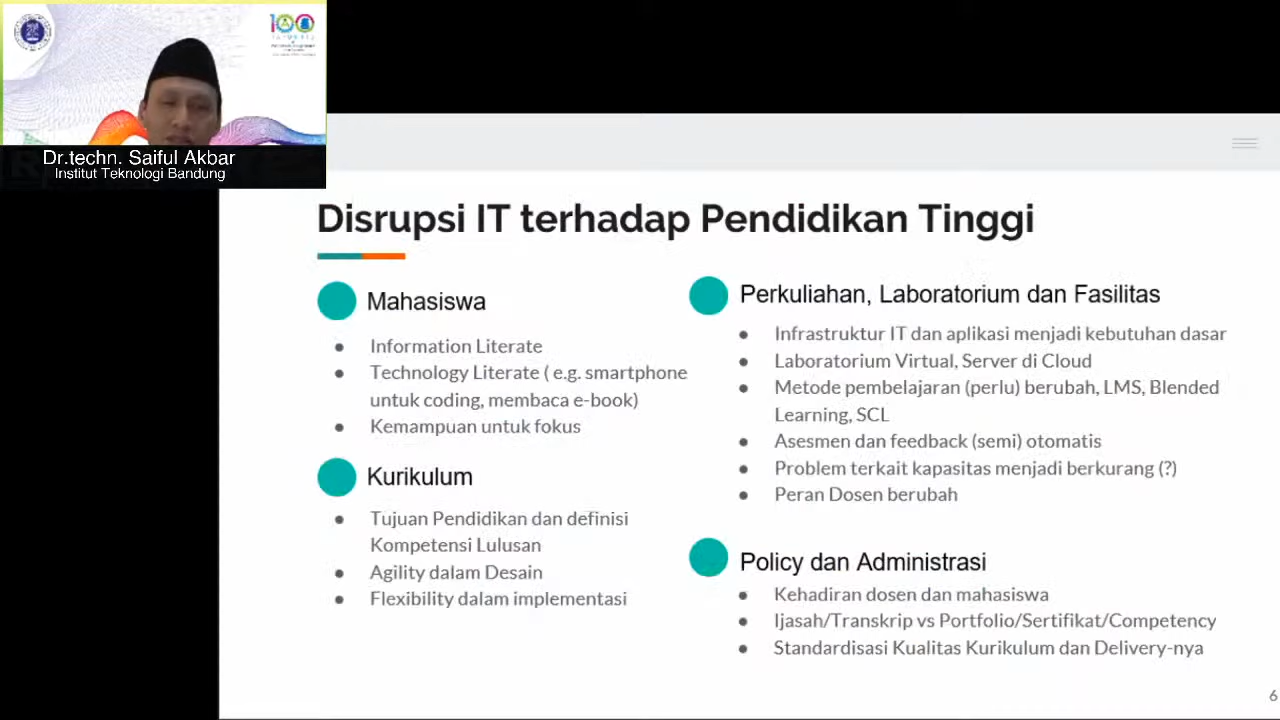 100
Dr.techn. Saiful Akbar
Institut Teknologi Bandung
Disrupsi IT terhadap Pendidikan Tinggi
Mahasiswa
● Information Literate
● Technology Literate ( e.g. smartphone
untuk coding, membaca e-book)
● Kemampuan untuk fokus
Kurikulum
● Tujuan Pendidikan dan definisi
Kompetensi Lulusan
● Agility dalam Desain
● Flexibility dalam implementasi
Perkuliahan, Laboratorium dan Fasilitas
● Infrastruktur IT dan aplikasi menjadi kebutuhan dasar
● Laboratorium Virtual, Server di Cloud
● Metode pembelajaran (perlu) berubah, LMS, Blended
Learning, SCL
● Asesmen dan feedback (semi) otomatis
● Problem terkait kapasitas menjadi berkurang (?)
● Peran Dosen berubah
Policy dan Administrasi
● Kehadiran dosen dan mahasiswa
● Ijasah/Transkrip vs Portfolio/Sertifikat/Competency
● Standardisasi Kualitas Kurikulum dan Delivery-nya
6